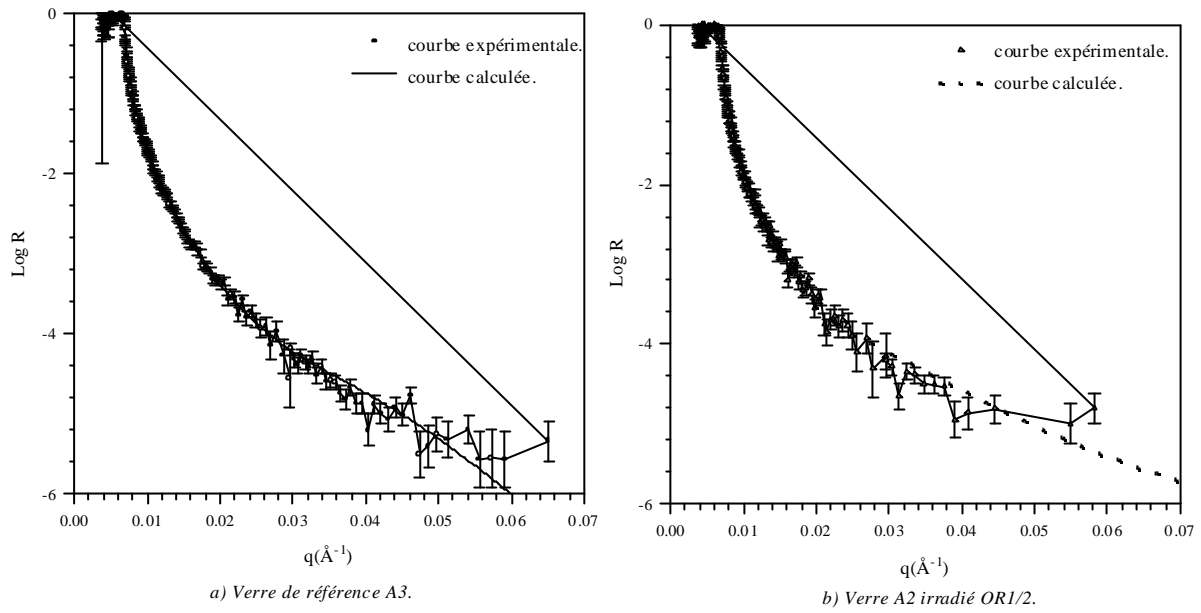 0
-2
-4
-6
Log R
courbe expérimentale.
courbe calculée.
0.00 0.01 0.02 0.03 0.04 0.05 0.06 0.07
q(Å⁻¹)
a) Verre de référence A3.
0
-2
-4
-6
Log R
courbe expérimentale.
courbe calculée.
0.00 0.01 0.02 0.03 0.04 0.05 0.06 0.07
q(Å⁻¹)
b) Verre A2 irradié OR1/2.